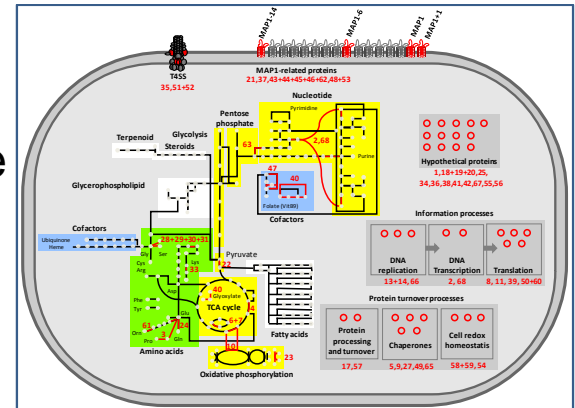 MAP1-14
MAP1-6
MAP1
MAP1+1
T4SS
35,51+52
MAP1-related proteins
21,37,43+44+45+46+62,48+53
e
Nucleotide
Pyrimidine
2,68
Purine
Pentose
phosphate
Glycolysis
63
Terpenoid
Steroids
Glycerophospholipid
47
40
Folate (Vit B9)
Cofactors
Hypothetical proteins
1,18+19+20,25,
34,36,38,41,42,67,55,56
Cofactors
Ubiquinone
Heme
28+29+30+31
Gly
Ser
Cys
Arg
Lys
33
Asp
Phe
Tyr
Glu
61
24
Orn
3
Pro
Gln
Amino acids
Pyruvate
22
40
Glyoxylate
TCA cycle
4
6+7
10
23
Oxidative phosphorylation
Fatty acids
Information processes
DNA
replication
DNA
Transcription
Translation
13+14,66
2, 68
8, 11, 39, 50+60
Protein turnover processes
Protein
processing
and turnover
Chaperones
Cell redox
homeostatis
17,57
5,9,27,49,65
58+59,54